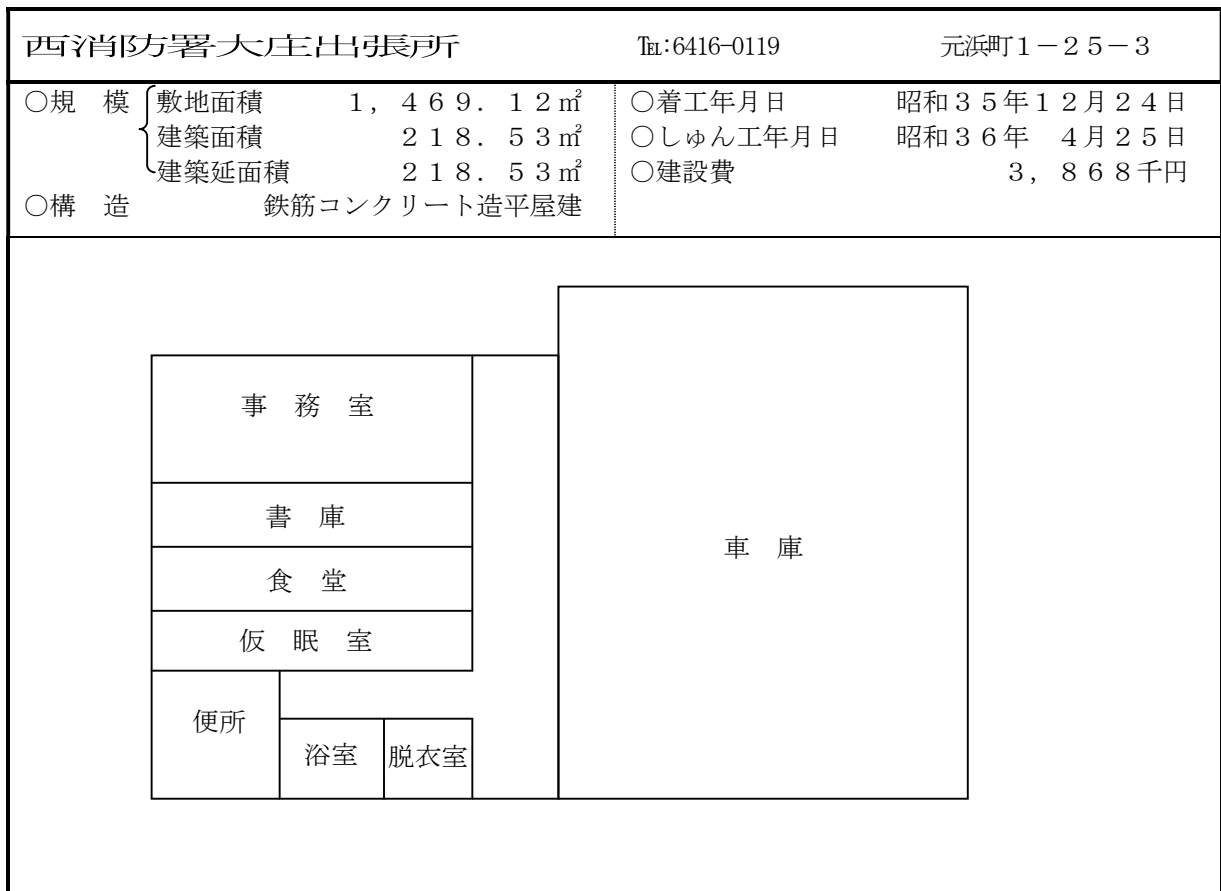 西消防署大庄出張所　℡:6416-0119　元浜町1－25－3
○規　模　敷地面積　1，469．12㎡　○着工年月日　昭和35年12月24日
建築面積　218．53㎡　○しゅん工年月日　昭和36年　4月25日
建築延面積　218．53㎡　○建設費　3，868千円
○構　造　鉄筋コンクリート造平屋建
事　務　室
書　庫
車　庫
食　堂
仮　眠　室
便所
浴室　脱衣室